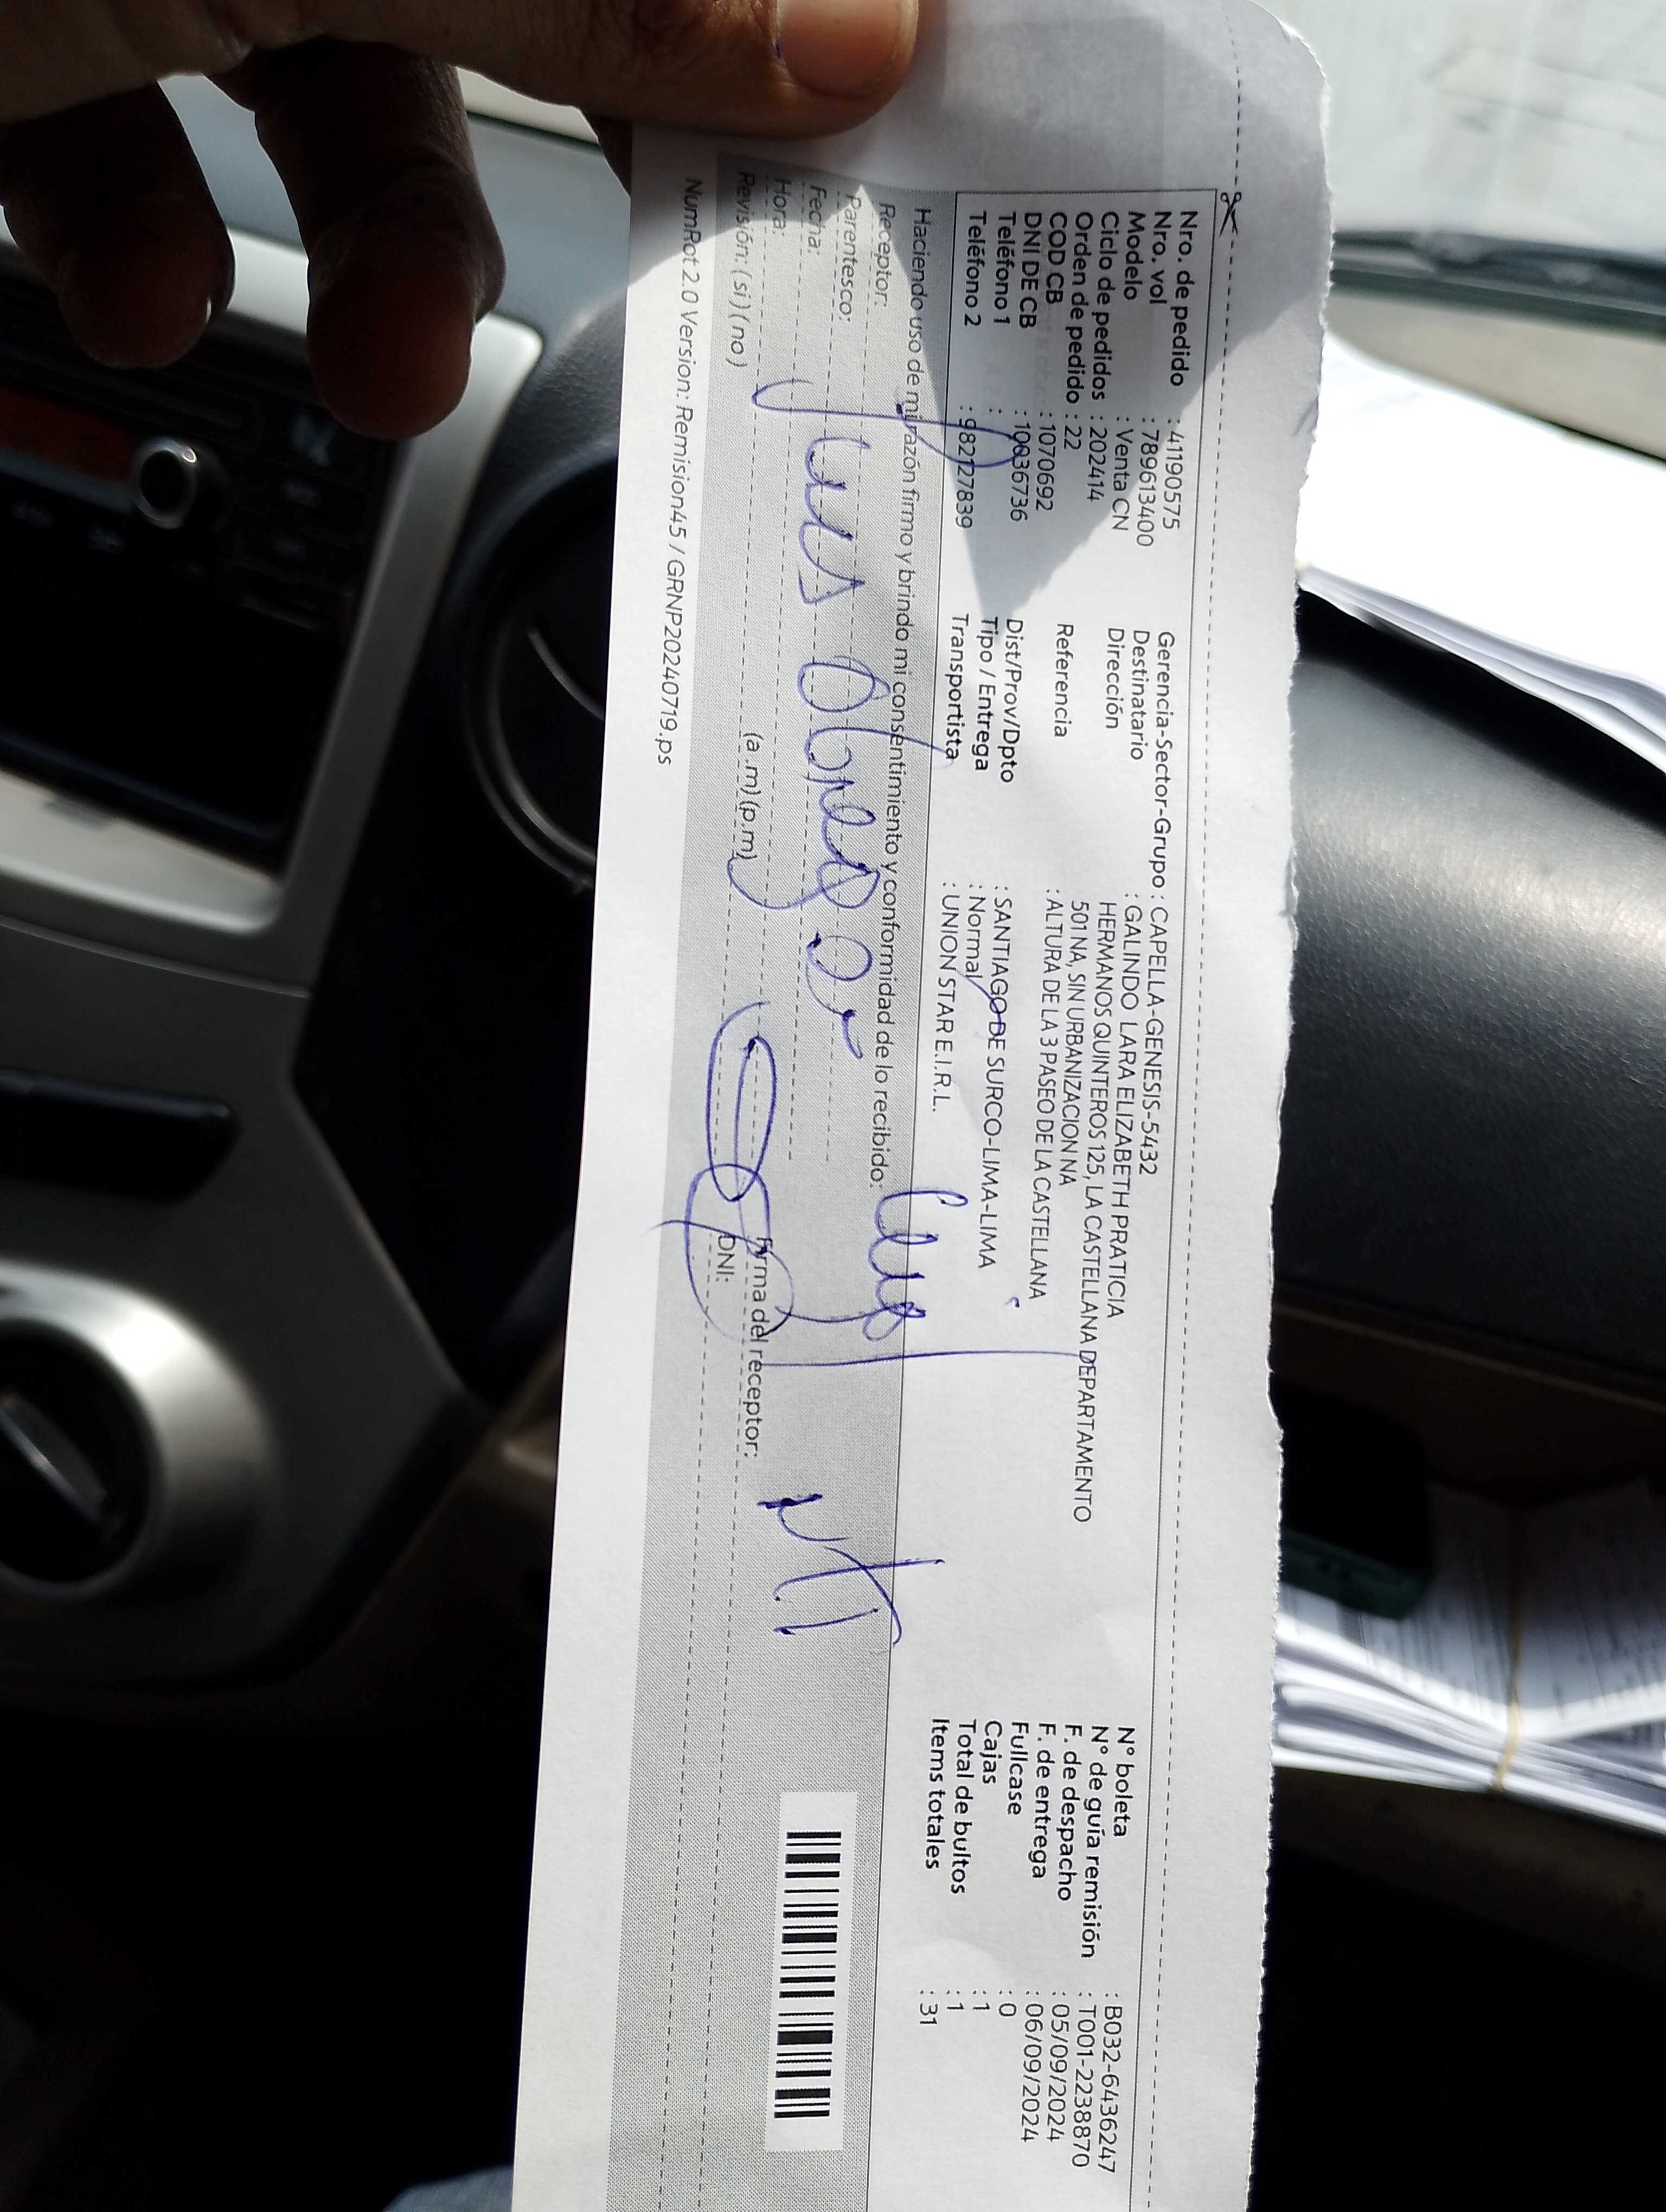 Nro. de pedido : 41190575
Nro. vol : 789613400
Modelo : Venta CN
Ciclo de pedidos : 202414
Orden de pedido : 22
COD CB : 1070692
DNI DE CB : 10036736
Teléfono 1 :
Teléfono 2 : 982127839
Gerencia-Sector-Grupo : CAPELLA-GENESIS-5432
Destinatario : GALINDO LARA ELIZABETH PRATICIA
Dirección HERMANOS QUINTEROS 125, LA CASTELLANA DEPARTAMENTO
501 NA, SIN URBANIZACION NA
Referencia : ALTURA DE LA 3 PASEO DE LA CASTELLANA
Dist/Prov/Dpto : SANTIAGO DE SURCO-LIMA-LIMA
Tipo / Entrega : Normal
Transportista : UNION STAR E.I.R.L.
N° boleta : B032-6436247
N° de guía remisión : T001-2238870
F. de despacho : 05/09/2024
F. de entrega : 06/09/2024
Fullcase : 0
Cajas : 1
Total de bultos : 1
Items totales : 31
Haciendo uso de mi razón firmo y brindo mi consentimiento y conformidad de lo recibido:
Receptor:
Parentesco:
Fecha:
Hora: (a.m)(p.m)
Revisión: (si) (no)
Firma del receptor:
DNI:
NumRot 2.0 Version: Remision45 / GRNP20240719.ps